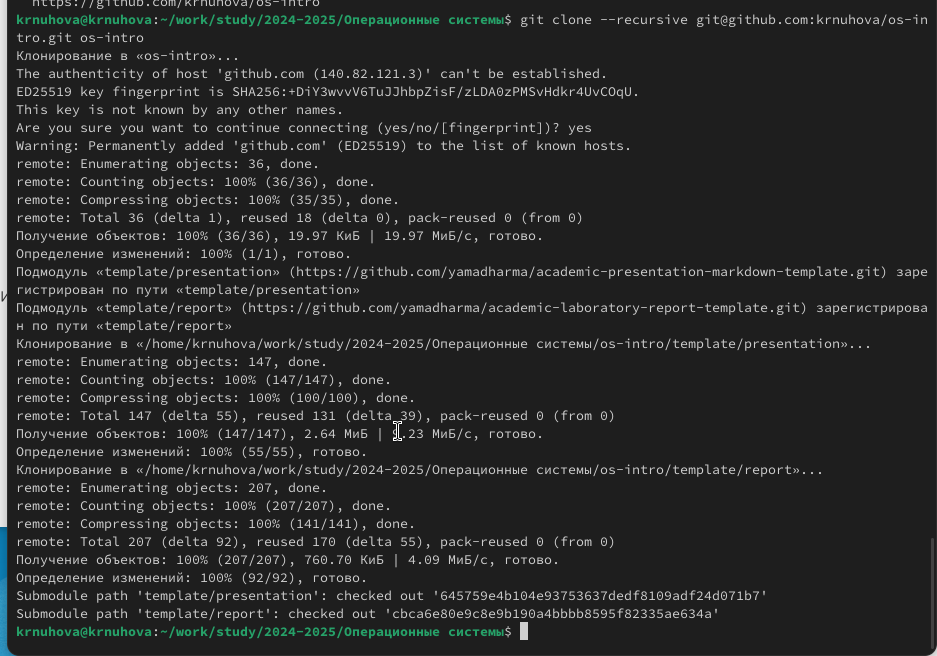 https://github.com/krnuhova/os-intro
krnuhova@krnuhova:~/work/study/2024-2025/Операционные системы$ git clone --recursive git@github.com:krnuhova/os-in
tro.git os-intro
Клонирование в «os-intro»...
The authenticity of host 'github.com (140.82.121.3)' can't be established.
ED25519 key fingerprint is SHA256:+DiY3wvvV6TuJJhbpZisF/zLDA0zPMSvHdkr4UvCOqU.
This key is not known by any other names.
Are you sure you want to continue connecting (yes/no/[fingerprint])? yes
Warning: Permanently added 'github.com' (ED25519) to the list of known hosts.
remote: Enumerating objects: 36, done.
remote: Counting objects: 100% (36/36), done.
remote: Compressing objects: 100% (35/35), done.
remote: Total 36 (delta 1), reused 18 (delta 0), pack-reused 0 (from 0)
Получение объектов: 100% (36/36), 19.97 КиБ | 19.97 МиБ/с, готово.
Определение изменений: 100% (1/1), готово.
Подмодуль «template/presentation» (https://github.com/yamadharma/academic-presentation-markdown-template.git) заре
гистрирован по пути «template/presentation»
Подмодуль «template/report» (https://github.com/yamadharma/academic-laboratory-report-template.git) зарегистрирова
н по пути «template/report»
Клонирование в «/home/krnuhova/work/study/2024-2025/Операционные системы/os-intro/template/presentation»...
remote: Enumerating objects: 147, done.
remote: Counting objects: 100% (147/147), done.
remote: Compressing objects: 100% (100/100), done.
remote: Total 147 (delta 55), reused 131 (delta 39), pack-reused 0 (from 0)
Получение объектов: 100% (147/147), 2.64 МиБ | МиБ/с, готово.
Определение изменений: 100% (55/55), готово.
Клонирование в «/home/krnuhova/work/study/2024-2025/Операционные системы/os-intro/template/report»...
remote: Enumerating objects: 207, done.
remote: Counting objects: 100% (207/207), done.
remote: Compressing objects: 100% (141/141), done.
remote: Total 207 (delta 92), reused 170 (delta 55), pack-reused 0 (from 0)
Получение объектов: 100% (207/207), 760.70 КиБ | 4.09 МиБ/с, готово.
Определение изменений: 100% (92/92), готово.
Submodule path 'template/presentation': checked out '645759e4b104e93753637dedf8109adf24d071b7'
Submodule path 'template/report': checked out 'cbca6e80e9c8e9b190a4bbbb8595f82335ae634a'
krnuhova@krnuhova:~/work/study/2024-2025/Операционные системы$